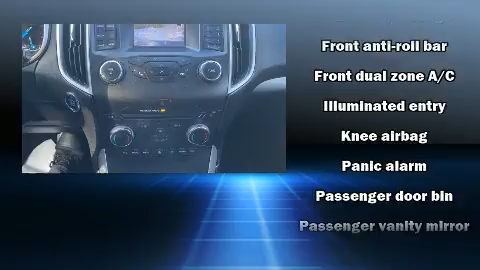 Front anti-roll bar
Front dual zone A/C
Illuminated entry
Knee airbag
Panic alarm
Passenger door bin
Passenger vanity mirror